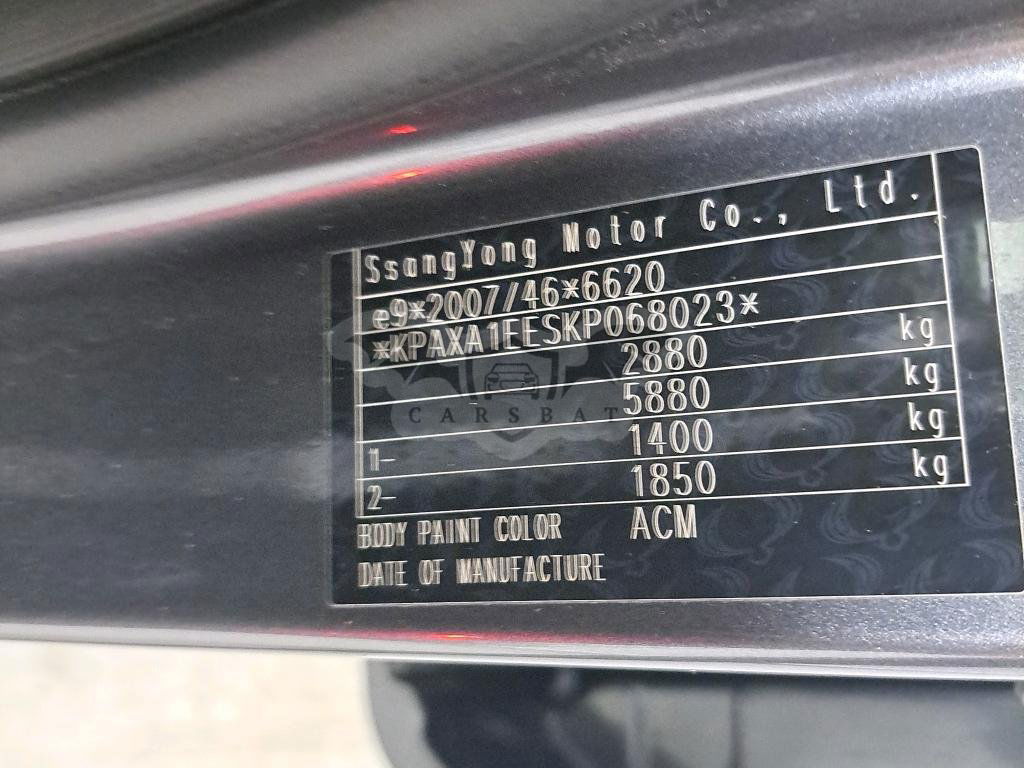 SsangYong Motor Co., Ltd.
e9*2007/46*6620
*KPAXA1EESKP068023*
2880 kg
5880 kg
1- 1400 kg
2- 1850 kg
BODY PAINT COLOR ACM
DATE OF MANUFACTURE
CARSBAT